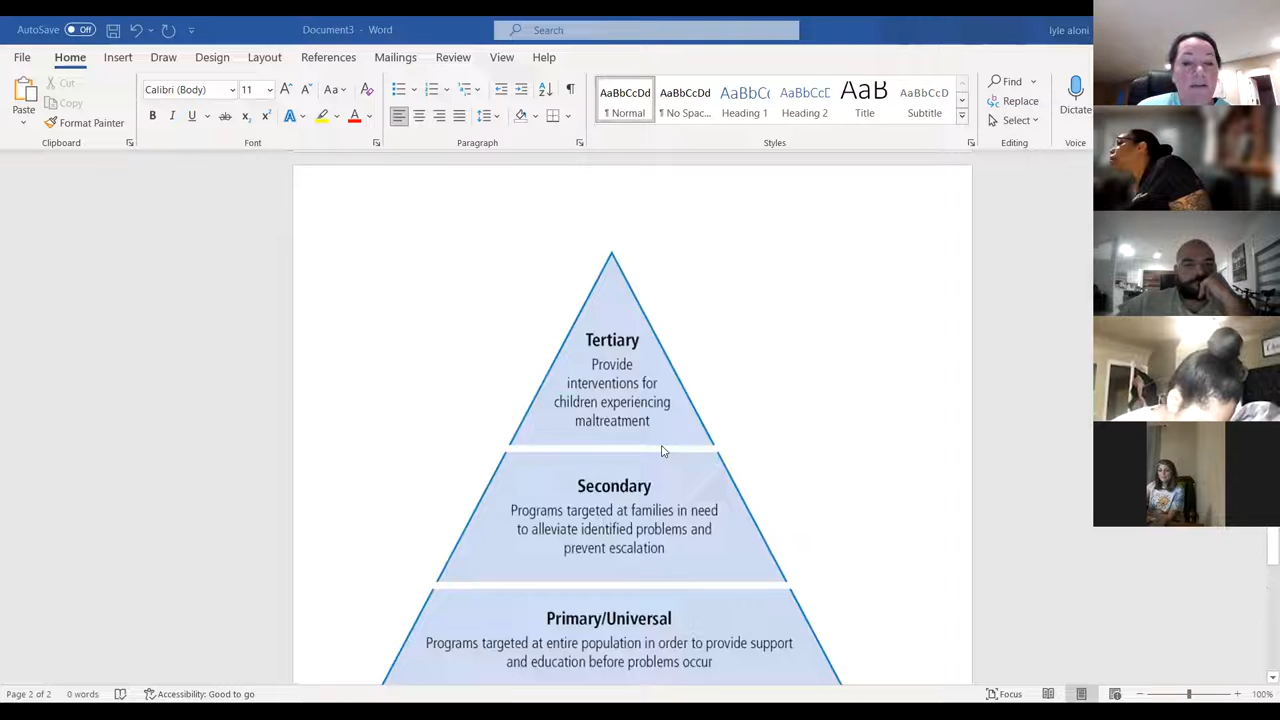 AutoSave Off Document3 - Word Search lyle aloni
File Home Insert Draw Design Layout References Mailings Review View Help
Paste Cut Copy Format Painter
Calibri (Body) 11
AaBbCcDd AaBbCcDd AaBbCc AaBbCcE AaB AaBbCcD
¶ Normal ¶ No Spac... Heading 1 Heading 2 Title Subtitle
Find Replace Select Dictate
Clipboard Font Paragraph Styles Editing Voice
Tertiary
Provide
interventions for
children experiencing
maltreatment
Secondary
Programs targeted at families in need
to alleviate identified problems and
prevent escalation
Primary/Universal
Programs targeted at entire population in order to provide support
and education before problems occur
Page 2 of 2 0 words Accessibility: Good to go Focus 100%